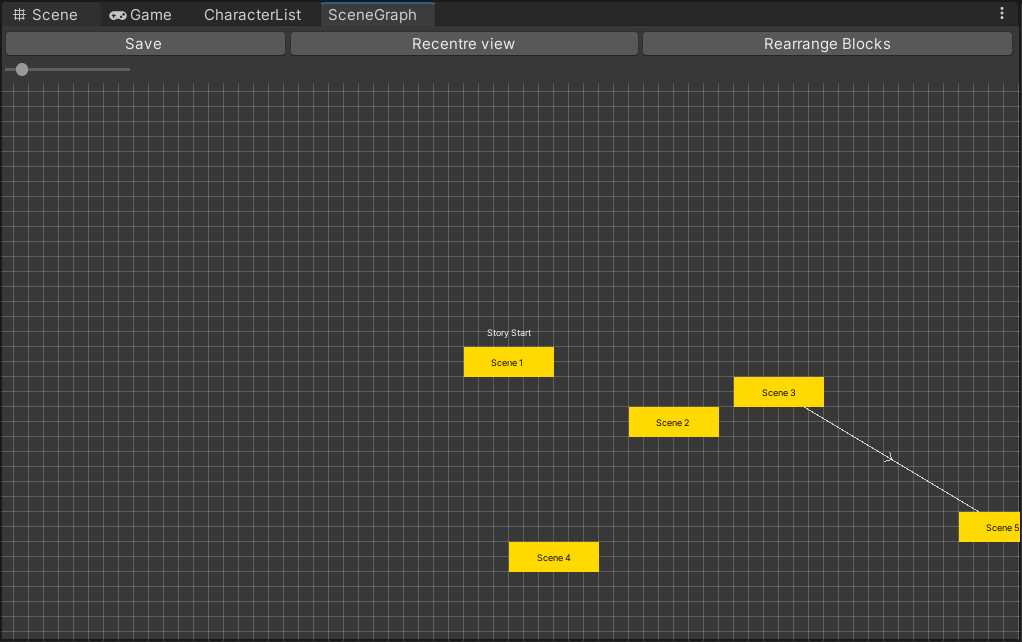 Scene Game CharacterList SceneGraph
Save Recentre view Rearrange Blocks
Story Start
Scene 1
Scene 3
Scene 2
Scene 5
Scene 4